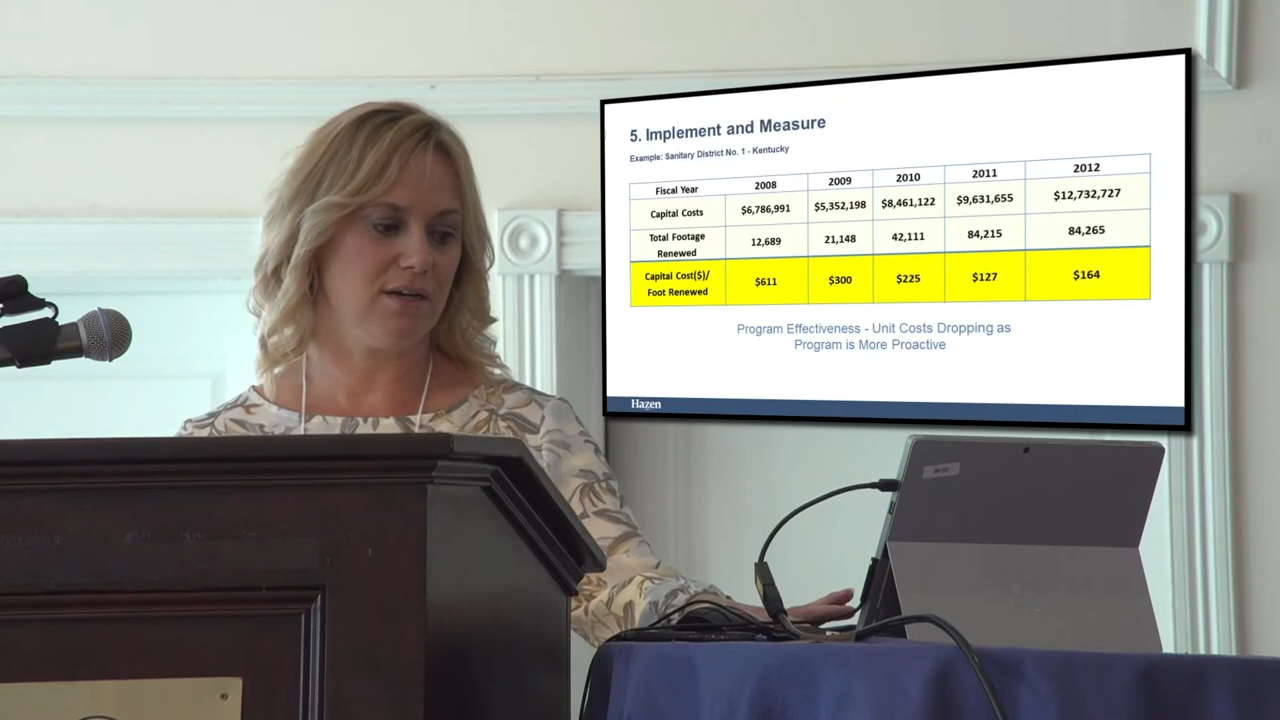 5. Implement and Measure
Example: Sanitary District No. 1 - Kentucky
Fiscal Year 2008 2009 2010 2011 2012
Capital Costs $6,786,991 $5,352,198 $8,461,122 $9,631,655 $12,732,727
Total Footage
Renewed 12,689 21,148 42,111 84,215 84,265
Capital Cost($)/
Foot Renewed $611 $300 $225 $127 $164
Program Effectiveness - Unit Costs Dropping as
Program is More Proactive
Hazen